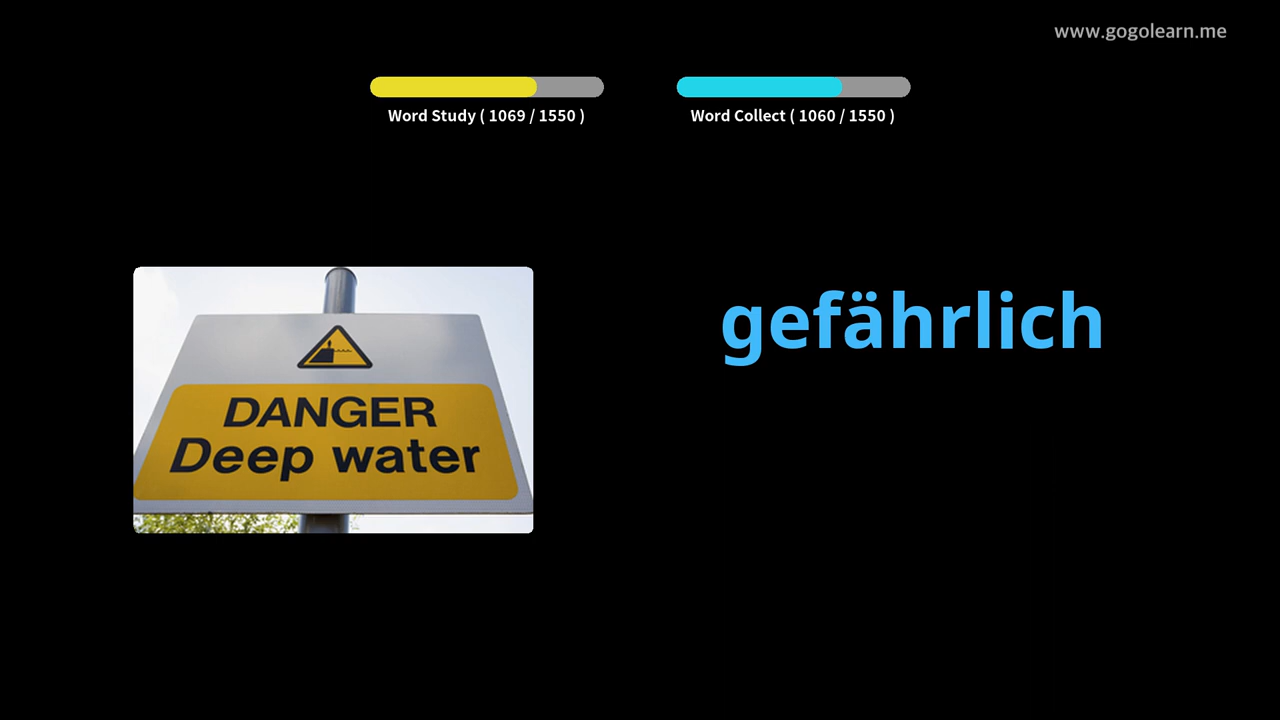 www.gogolearn.me
Word Study ( 1069 / 1550 )
Word Collect ( 1060 / 1550 )
DANGER
Deep water
gefährlich